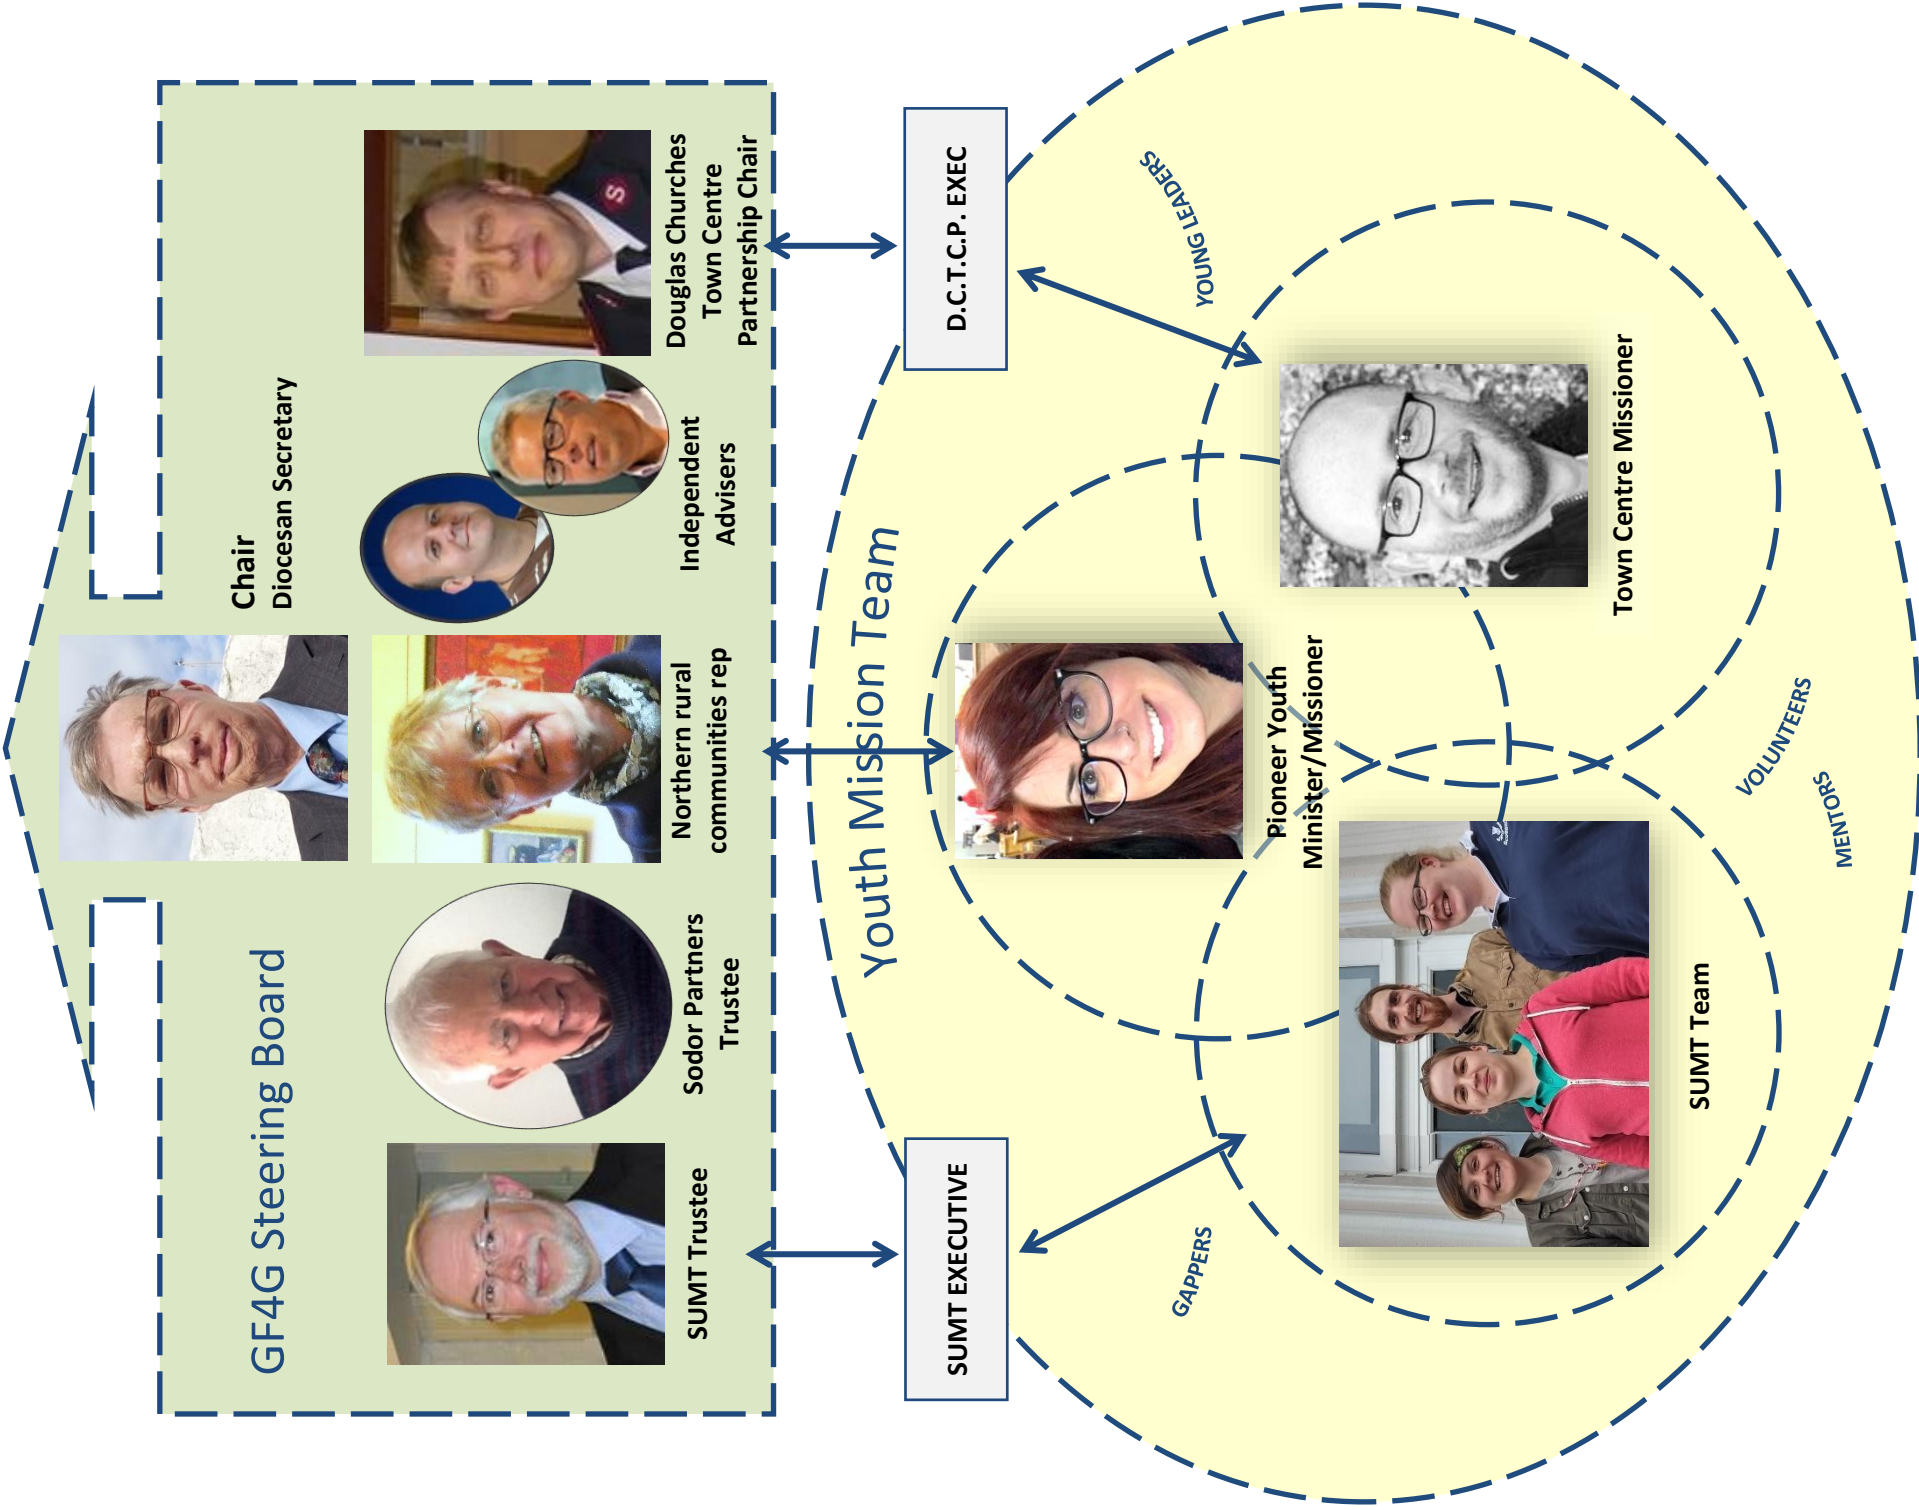 GF4G Steering Board
Chair
Diocesan Secretary
SUMT Trustee
Sodor Partners
Trustee
Northern rural
communities rep
Independent
Advisers
Douglas Churches
Town Centre
Partnership Chair
S
SUMT EXECUTIVE
D.C.T.C.P. EXEC
Youth Mission Team
GAPPERS
YOUNG LEADERS
Pioneer Youth
Minister/Missioner
SUMT Team
Town Centre Missioner
MENTORS
VOLUNTEERS